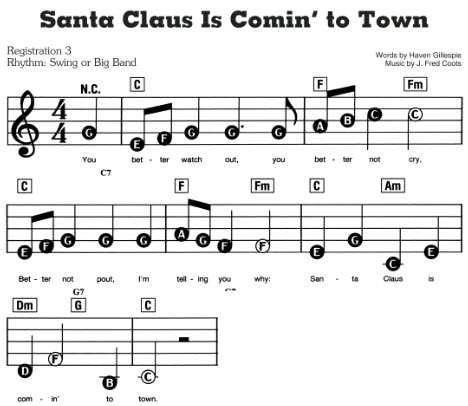 Santa Claus Is Comin' to Town
Registration 3
Rhythm: Swing or Big Band
Words by Haven Gillespie
Music by J. Fred Coots
N.C. C F Fm
4
4
G E F G G G A B C C
You bet - ter watch out, you bet - ter not cry,
C7
C F Fm C Am
E F G G G A G F F E G C E
Bet - ter not pout, I'm tell - ing you why: San - ta Claus is
G7
Dm G C
D F B C
com - in' to town.